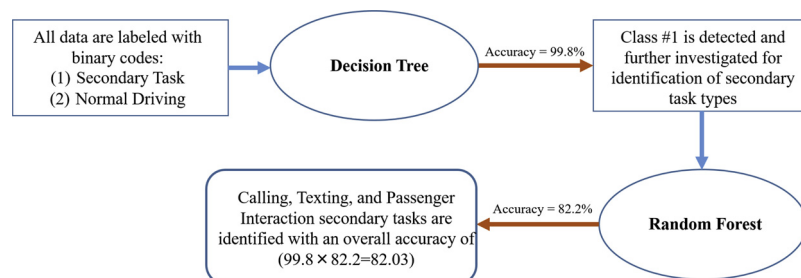 All data are labeled with
binary codes:
(1) Secondary Task
(2) Normal Driving
Decision Tree
Accuracy = 99.8%
Class #1 is detected and
further investigated for
identification of secondary
task types
Random Forest
Accuracy = 82.2%
Calling, Texting, and Passenger
Interaction secondary tasks are
identified with an overall accuracy of
(99.8 × 82.2=82.03)